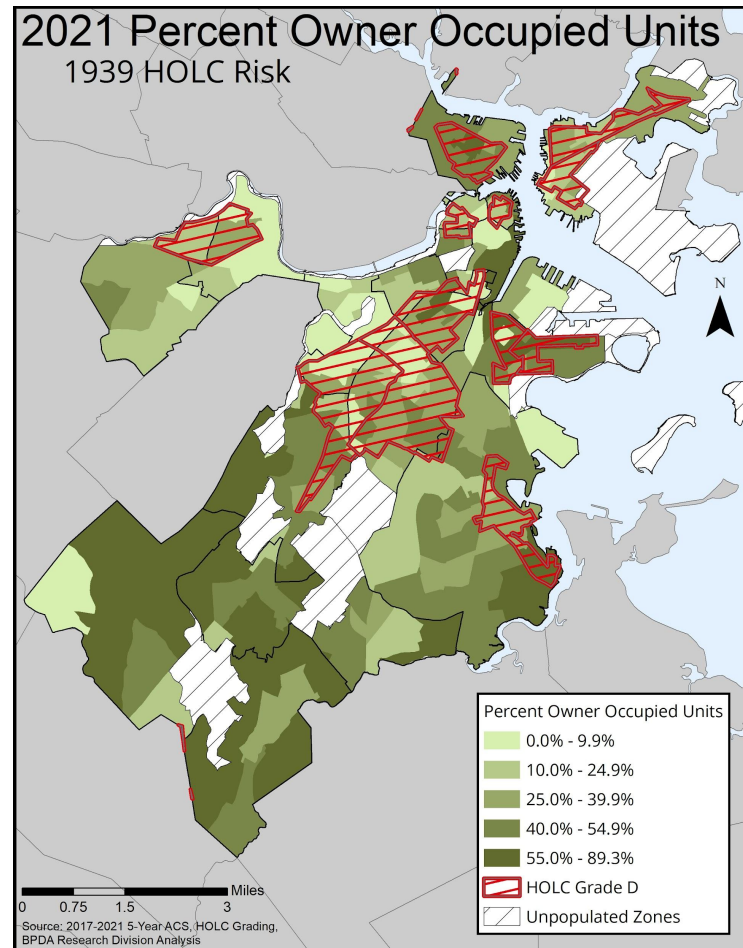 2021 Percent Owner Occupied Units
1939 HOLC Risk
N
Percent Owner Occupied Units
0.0% - 9.9%
10.0% - 24.9%
25.0% - 39.9%
40.0% - 54.9%
55.0% - 89.3%
HOLC Grade D
Unpopulated Zones
Miles
0 0.75 1.5 3
Source: 2017-2021 5-Year ACS, HOLC Grading,
BPDA Research Division Analysis